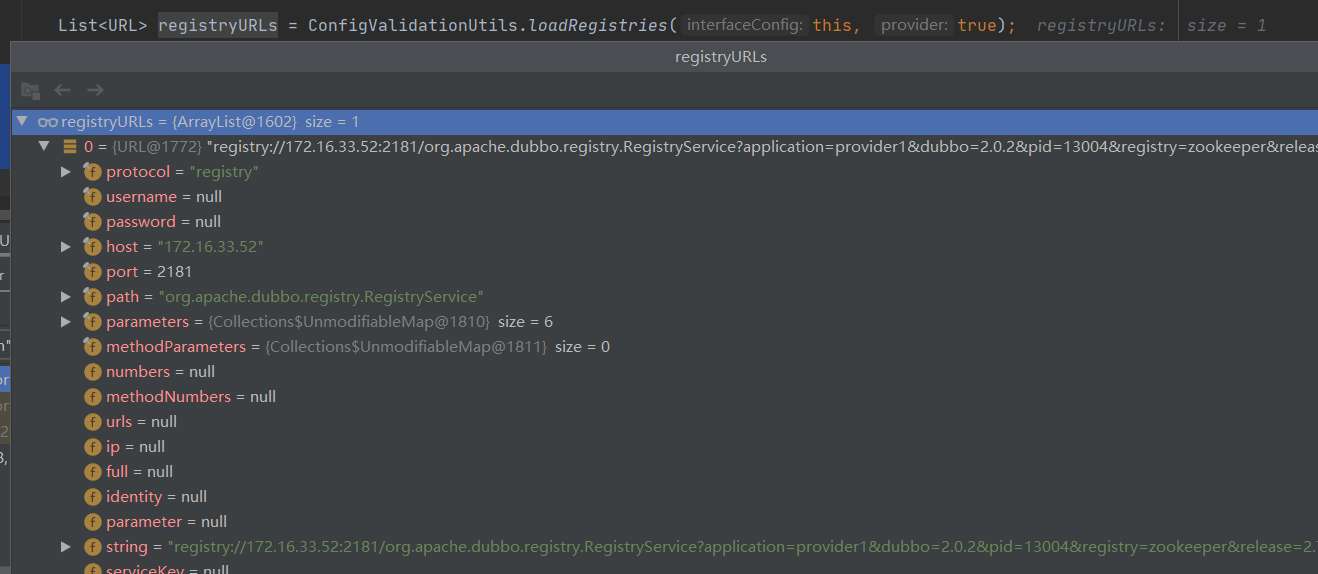 List<URL> registryURLs = ConfigValidationUtils.loadRegistries( interfaceConfig: this, provider: true); registryURLs: size = 1
registryURLs
registryURLs = {ArrayList@1602} size = 1
0 = {URL@1772} "registry://172.16.33.52:2181/org.apache.dubbo.registry.RegistryService?application=provider1&dubbo=2.0.2&pid=13004&registry=zookeeper&release
protocol = "registry"
username = null
password = null
host = "172.16.33.52"
port = 2181
path = "org.apache.dubbo.registry.RegistryService"
parameters = {Collections$UnmodifiableMap@1810} size = 6
methodParameters = {Collections$UnmodifiableMap@1811} size = 0
numbers = null
methodNumbers = null
urls = null
ip = null
full = null
identity = null
parameter = null
string = "registry://172.16.33.52:2181/org.apache.dubbo.registry.RegistryService?application=provider1&dubbo=2.0.2&pid=13004&registry=zookeeper&release=2.
serviceKey = null